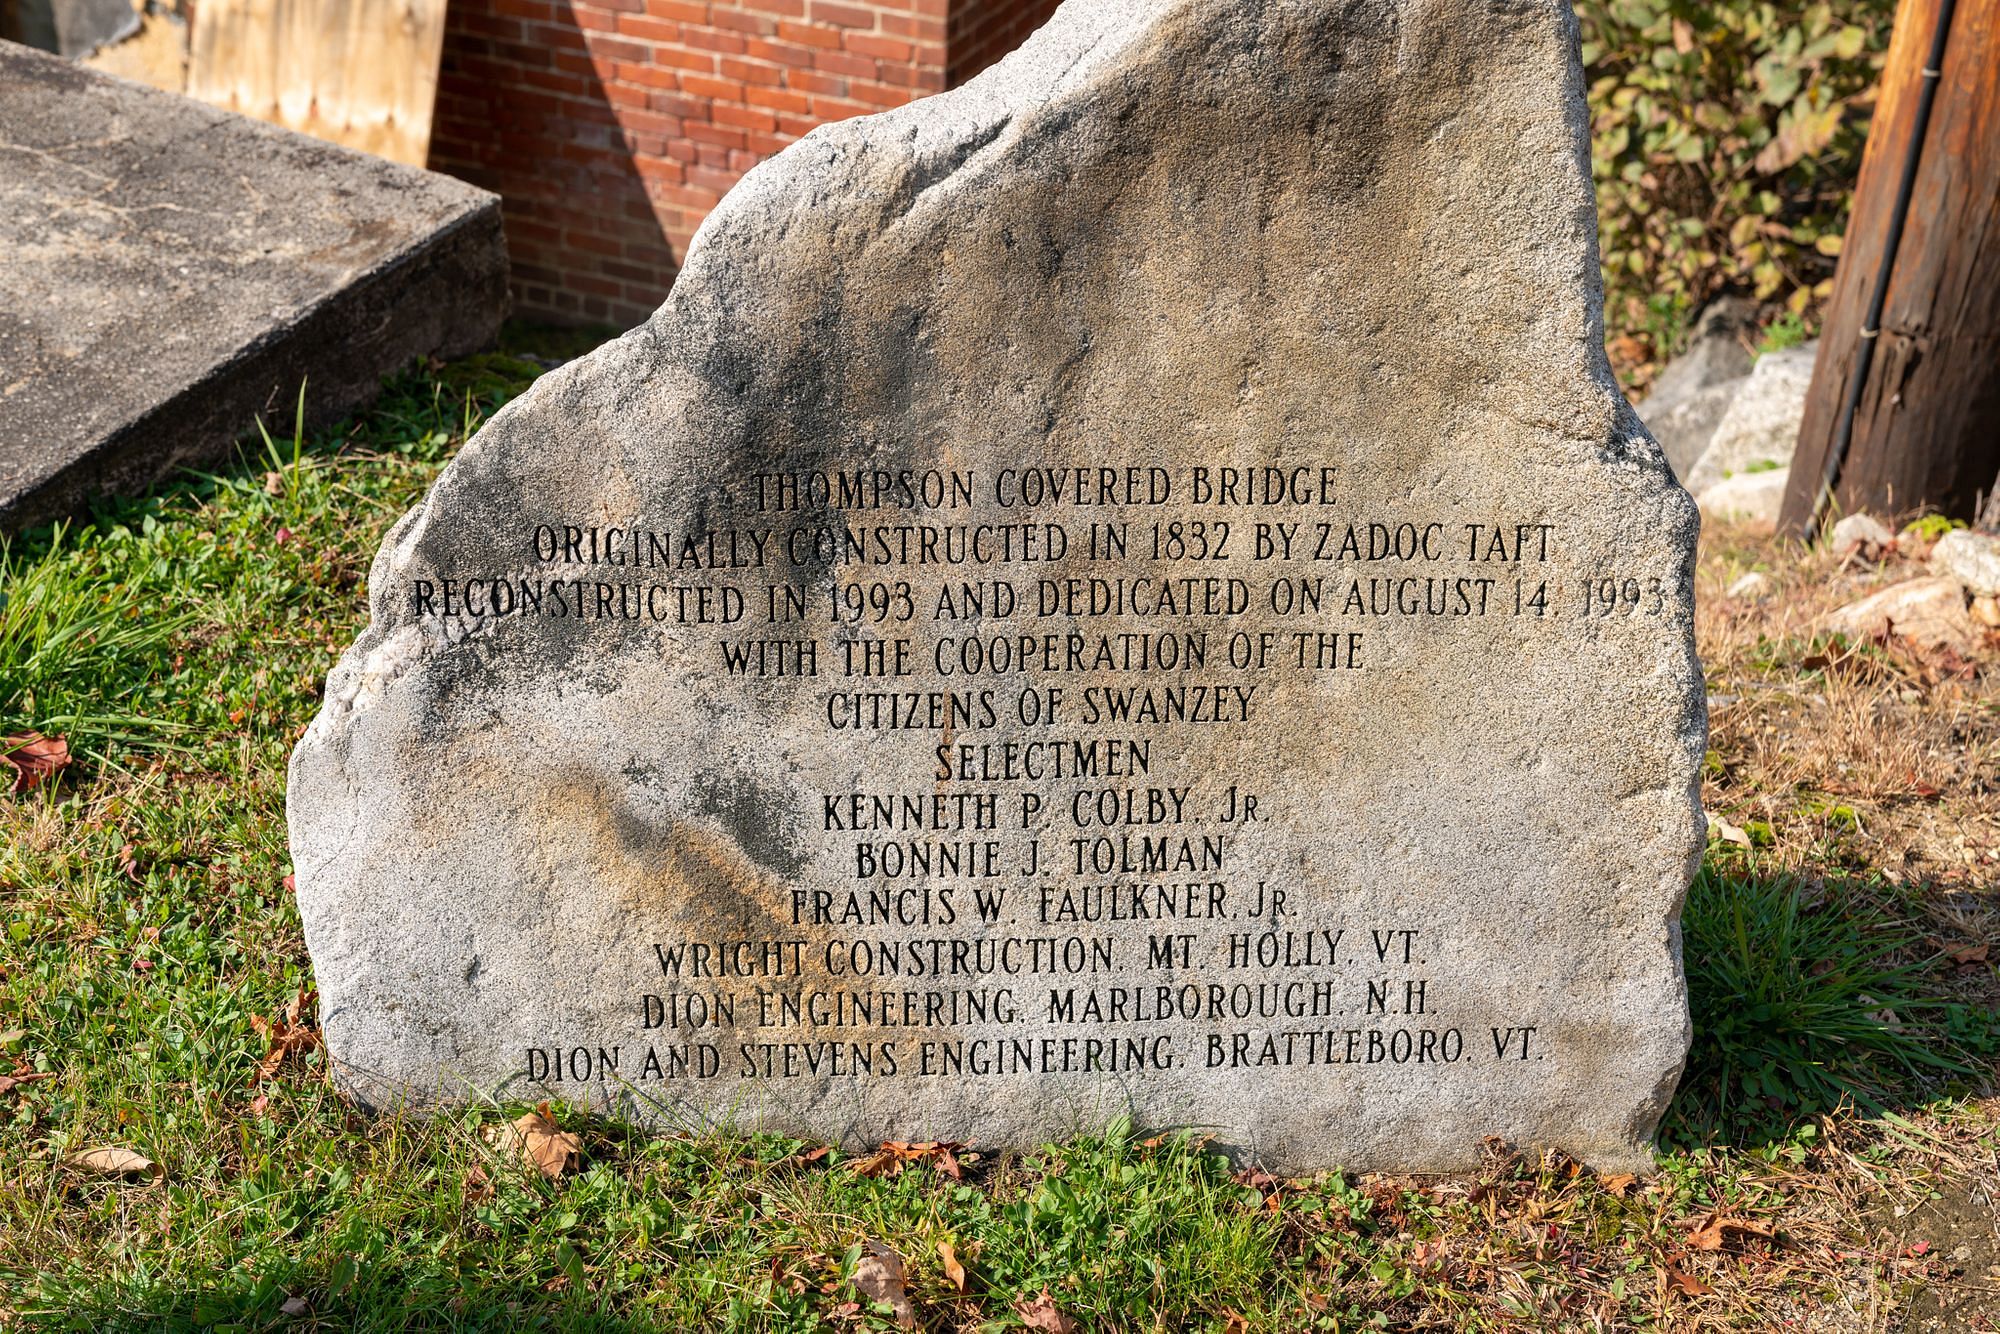 THOMPSON COVERED BRIDGE
ORIGINALLY CONSTRUCTED IN 1832 BY ZADOC TAFT
RECONSTRUCTED IN 1993 AND DEDICATED ON AUGUST 14, 1993
WITH THE COOPERATION OF THE
CITIZENS OF SWANZEY
SELECTMEN
KENNETH P. COLBY, JR.
BONNIE J. TOLMAN
FRANCIS W. FAULKNER, JR.
WRIGHT CONSTRUCTION, MT. HOLLY, VT.
DION ENGINEERING, MARLBOROUGH, N.H.
DION AND STEVENS ENGINEERING, BRATTLEBORO, VT.